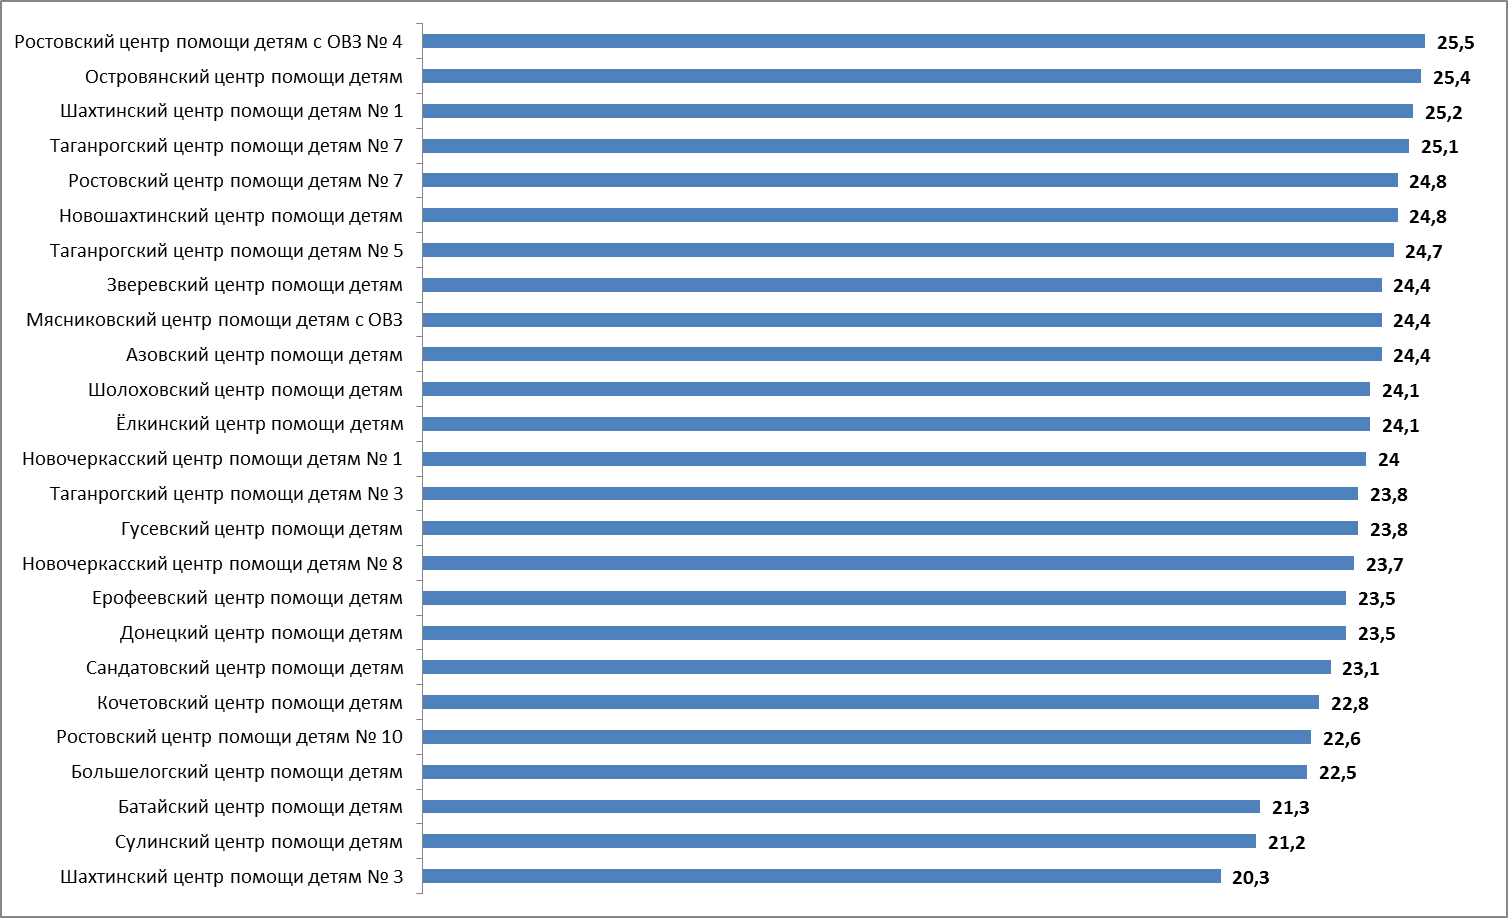 Ростовский центр помощи детям с ОВЗ № 4 25,5
Островянский центр помощи детям 25,4
Шахтинский центр помощи детям № 1 25,2
Таганрогский центр помощи детям № 7 25,1
Ростовский центр помощи детям № 7 24,8
Новошахтинский центр помощи детям 24,8
Таганрогский центр помощи детям № 5 24,7
Зверевский центр помощи детям 24,4
Мясниковский центр помощи детям с ОВЗ 24,4
Азовский центр помощи детям 24,4
Шолоховский центр помощи детям 24,1
Ёлкинский центр помощи детям 24,1
Новочеркасский центр помощи детям № 1 24
Таганрогский центр помощи детям № 3 23,8
Гусевский центр помощи детям 23,8
Новочеркасский центр помощи детям № 8 23,7
Ерофеевский центр помощи детям 23,5
Донецкий центр помощи детям 23,5
Сандатовский центр помощи детям 23,1
Кочетовский центр помощи детям 22,8
Ростовский центр помощи детям № 10 22,6
Большелогский центр помощи детям 22,5
Батайский центр помощи детям 21,3
Сулинский центр помощи детям 21,2
Шахтинский центр помощи детям № 3 20,3